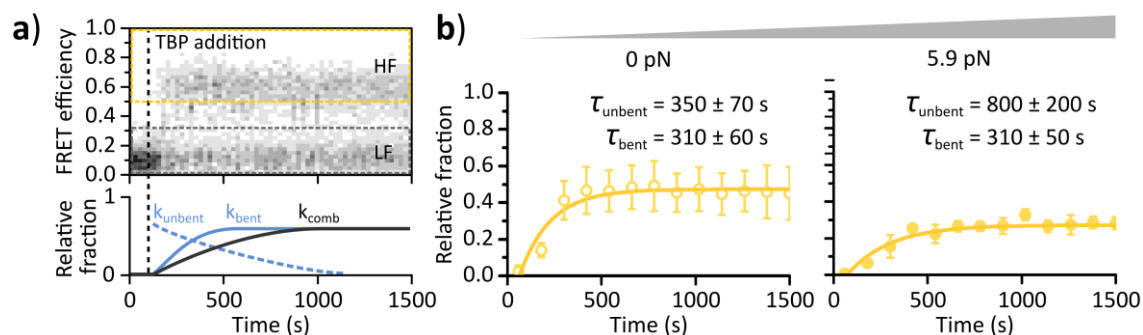 a)
TBP addition
FRET efficiency
1.0
0.8
0.6
0.4
0.2
0.0
HF
LF
Relative
fraction
1
0
k_unbent k_bent k_comb
0 500 1000 1500
Time (s)
b)
0 pN
τ_unbent = 350 ± 70 s
τ_bent = 310 ± 60 s
Relative fraction
1.0
0.8
0.6
0.4
0.2
0.0
0 500 1000 1500
Time (s)
5.9 pN
τ_unbent = 800 ± 200 s
τ_bent = 310 ± 50 s
0 500 1000 1500
Time (s)